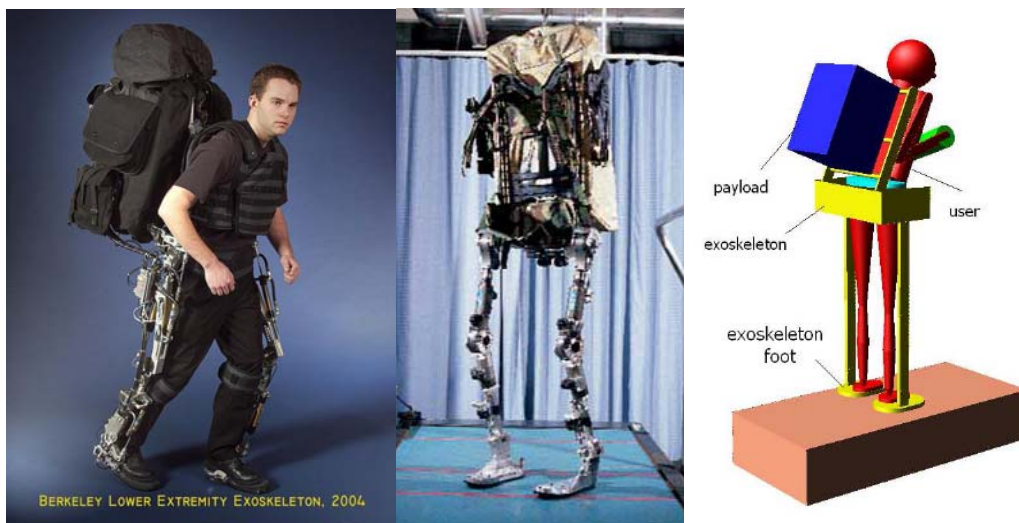 BERKELEY LOWER EXTREMITY EXOSKELETON, 2004
payload
user
exoskeleton
exoskeleton
foot